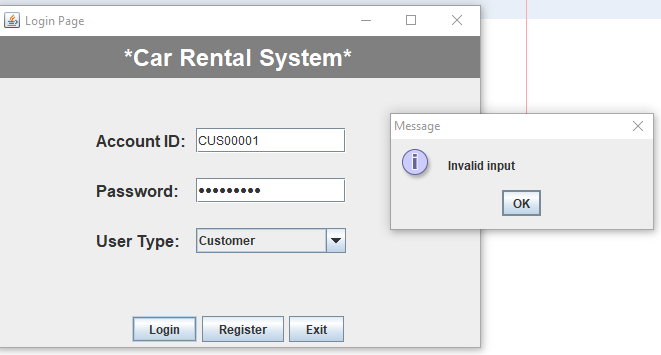 Login Page
*Car Rental System*
Account ID: CUS00001
Password: •••••••••
User Type: Customer
Login Register Exit
Message
Invalid input
OK